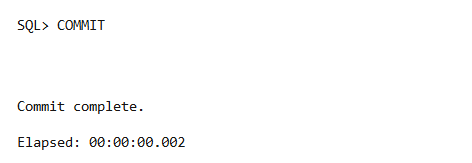 SQL> COMMIT
Commit complete.
Elapsed: 00:00:00.002